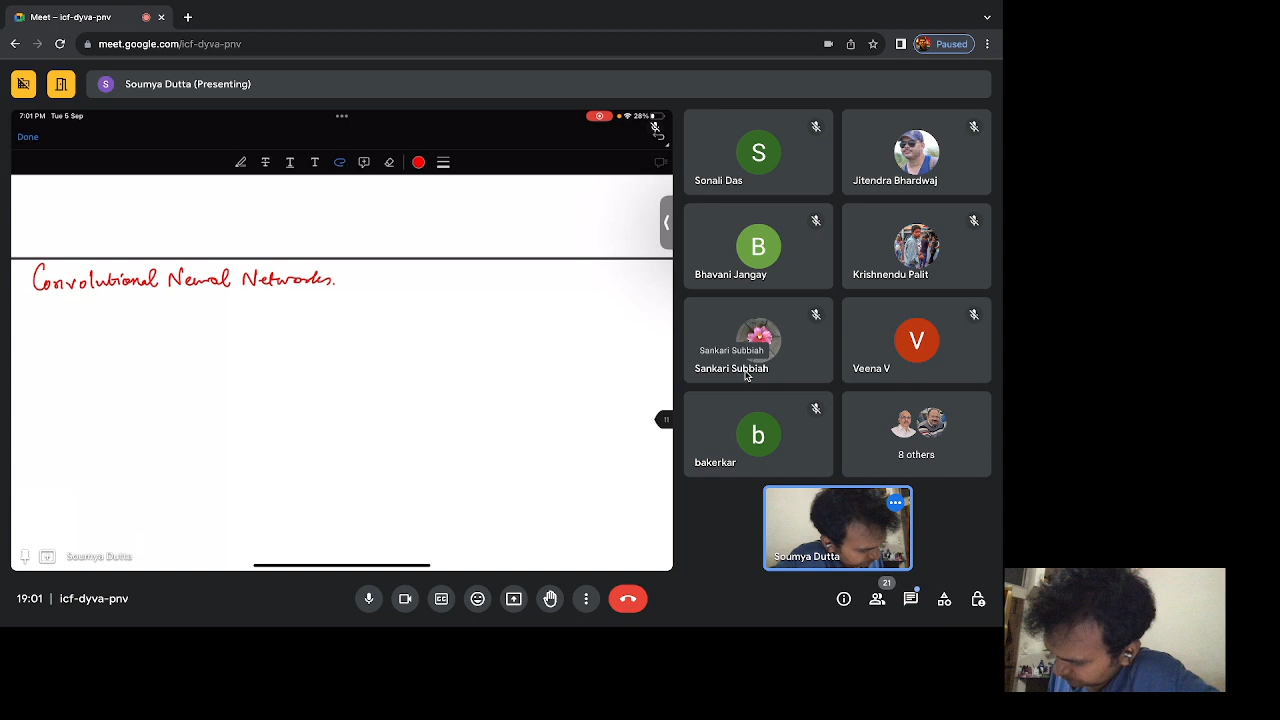 Meet – icf-dyva-pnv
meet.google.com/icf-dyva-pnv
Paused
S
Soumya Dutta (Presenting)
7:01 PM Tue 5 Sep
28%
Done
T
T
T
Convolutional Neural Networks.
11
Soumya Dutta
S
Sonali Das
Jitendra Bhardwaj
B
Bhavani Jangay
Krishnendu Palit
Sankari Subbiah
Sankari Subbiah
V
Veena V
b
bakerkar
8 others
Soumya Dutta
19:01 | icf-dyva-pnv
21